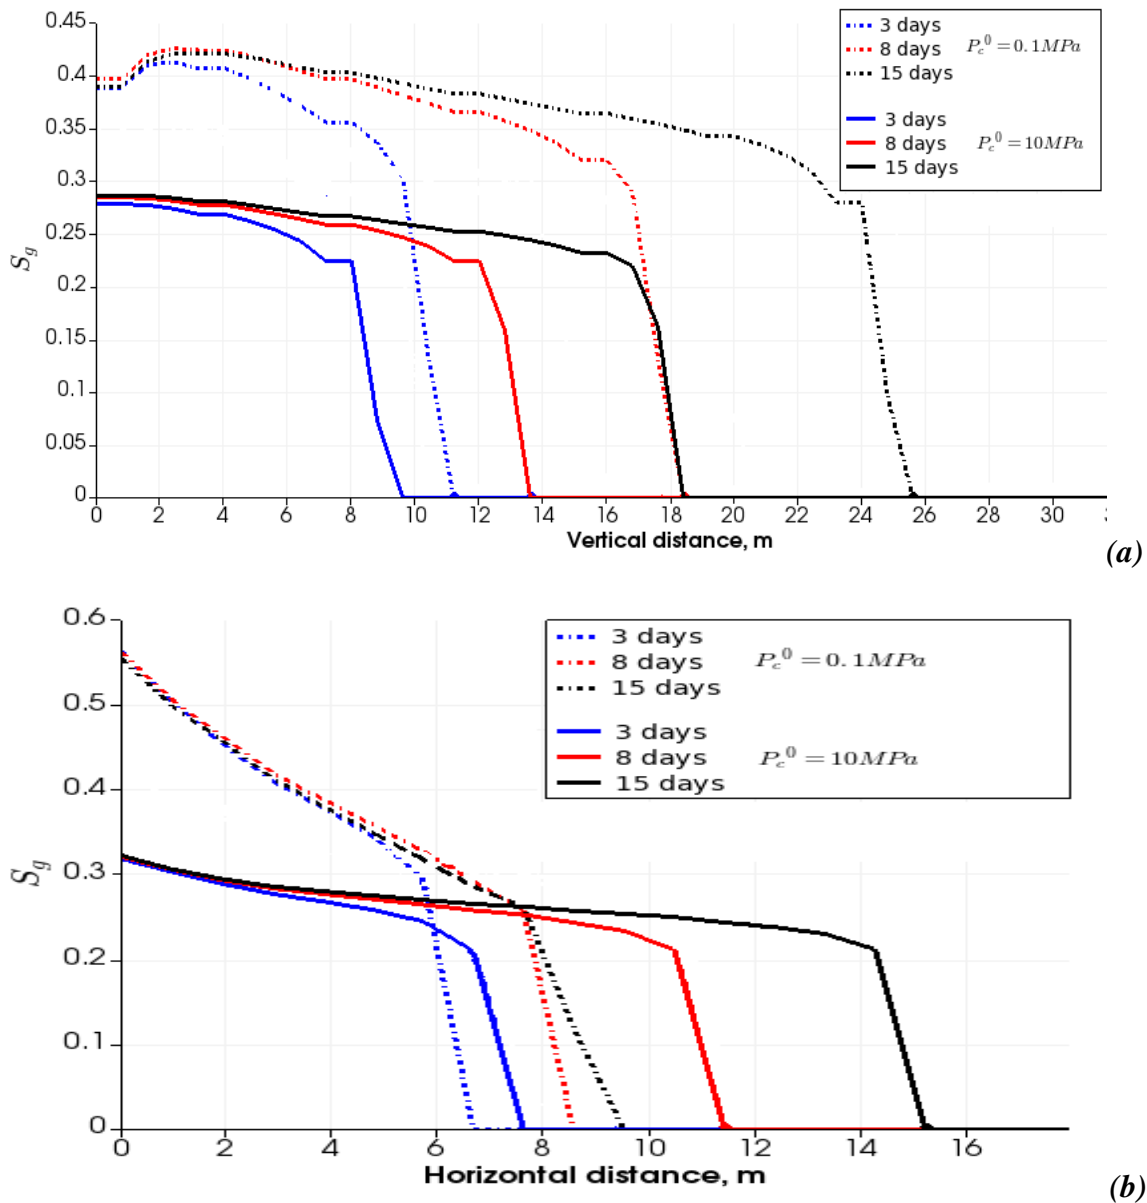 0.45
3 days
8 days P_c^0 = 0.1MPa
15 days
3 days
8 days P_c^0 = 10MPa
15 days
0.4
0.35
0.3
0.25
0.2
0.15
0.1
0.05
0
S_g
0 2 4 6 8 10 12 14 16 18 20 22 24 26 28 30
Vertical distance, m
(a)
0.6
3 days
8 days P_c^0 = 0.1MPa
15 days
3 days
8 days P_c^0 = 10MPa
15 days
0.5
0.4
0.3
0.2
0.1
0
S_g
0 2 4 6 8 10 12 14 16
Horizontal distance, m
(b)